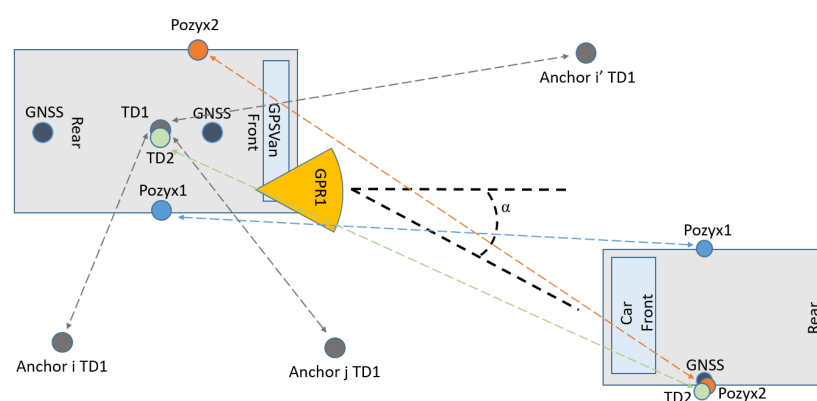 Pozyx2
Anchor i' TD1
GNSS
Rear
TD1
GNSS
TD2
Front
GPSVan
Pozyx1
GPR1
α
Pozyx1
Anchor i TD1
Anchor j TD1
Car
Front
Rear
GNSS
TD2
Pozyx2